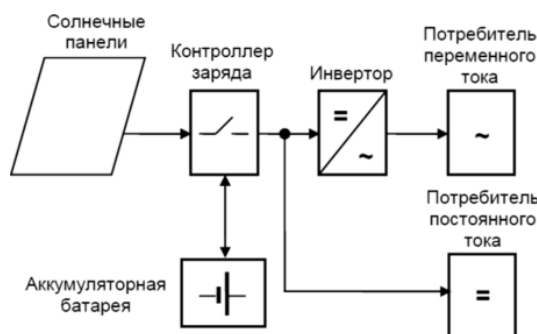 Солнечные
панели
Контроллер
заряда
Инвертор
Потребитель
переменного
тока
=
~
~
Потребитель
постоянного
тока
=
Аккумуляторная
батарея